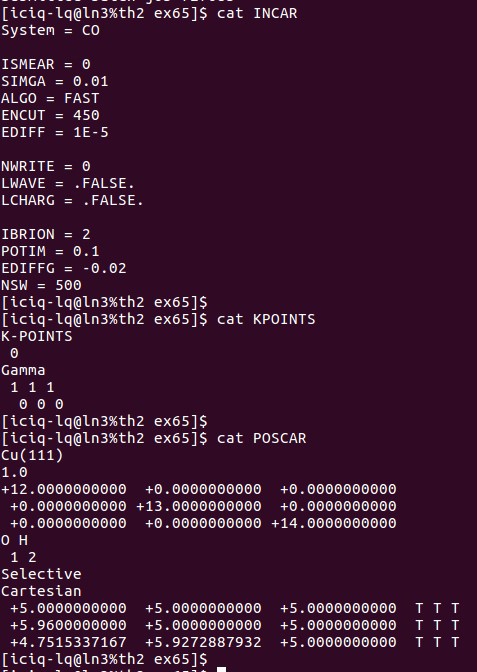 [iciq-lq@ln3%th2 ex65]$ cat INCAR
System = CO
ISMEAR = 0
SIMGA = 0.01
ALGO = FAST
ENCUT = 450
EDIFF = 1E-5
NWRITE = 0
LWAVE = .FALSE.
LCHARG = .FALSE.
IBRION = 2
POTIM = 0.1
EDIFFG = -0.02
NSW = 500
[iciq-lq@ln3%th2 ex65]$
[iciq-lq@ln3%th2 ex65]$ cat KPOINTS
K-POINTS
0
Gamma
1 1 1
0 0 0
[iciq-lq@ln3%th2 ex65]$
[iciq-lq@ln3%th2 ex65]$ cat POSCAR
Cu(111)
1.0
+12.0000000000 +0.0000000000 +0.0000000000
+0.0000000000 +13.0000000000 +0.0000000000
+0.0000000000 +0.0000000000 +14.0000000000
O H
1 2
Selective
Cartesian
+5.0000000000 +5.0000000000 +5.0000000000 T T T
+5.9600000000 +5.0000000000 +5.0000000000 T T T
+4.7515337167 +5.9272887932 +5.0000000000 T T T
[iciq-lq@ln3%th2 ex65]$